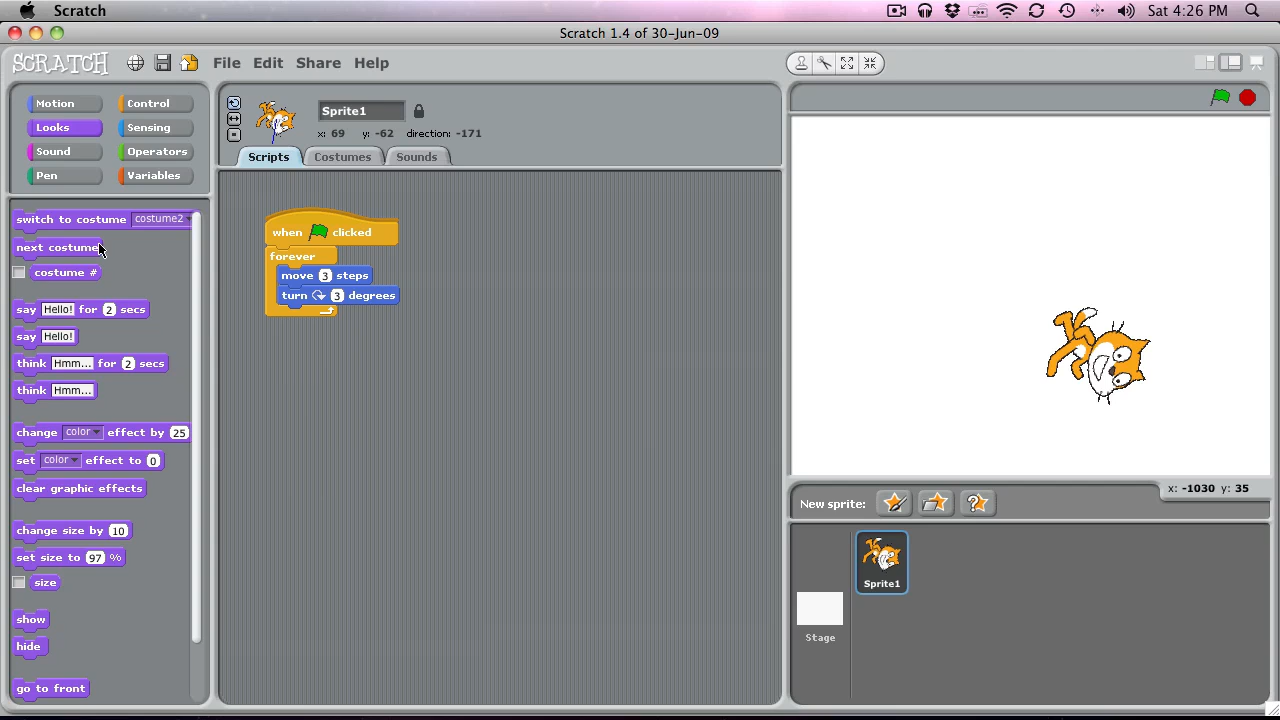 Scratch
Sat 4:26 PM
Scratch 1.4 of 30-Jun-09
SCRATCH
File Edit Share Help
Motion Control
Looks Sensing
Sound Operators
Pen Variables
Sprite1
x: 69 y: -62 direction: -171
Scripts Costumes Sounds
switch to costume costume2
next costume
costume #
say Hello! for 2 secs
say Hello!
think Hmm... for 2 secs
think Hmm...
change color effect by 25
set color effect to 0
clear graphic effects
change size by 10
set size to 97 %
size
show
hide
go to front
when clicked
forever
move 3 steps
turn 3 degrees
x: -1030 y: 35
New sprite:
Sprite1
Stage